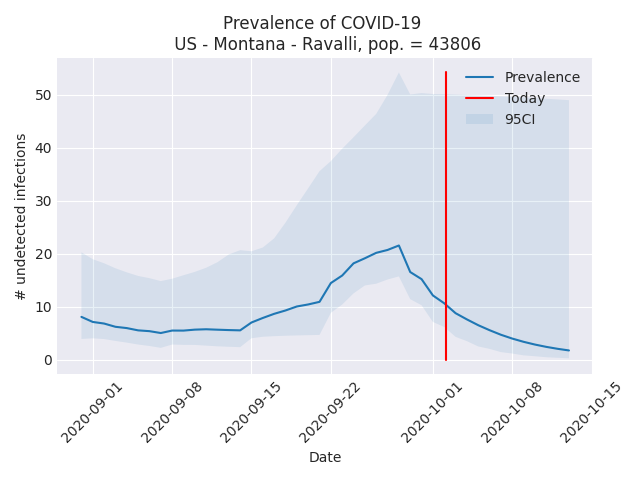 Prevalence of COVID-19
US - Montana - Ravalli, pop. = 43806
Prevalence
Today
95CI
# undetected infections
50
40
30
20
10
0
2020-09-01
2020-09-08
2020-09-15
2020-09-22
2020-10-01
2020-10-08
2020-10-15
Date